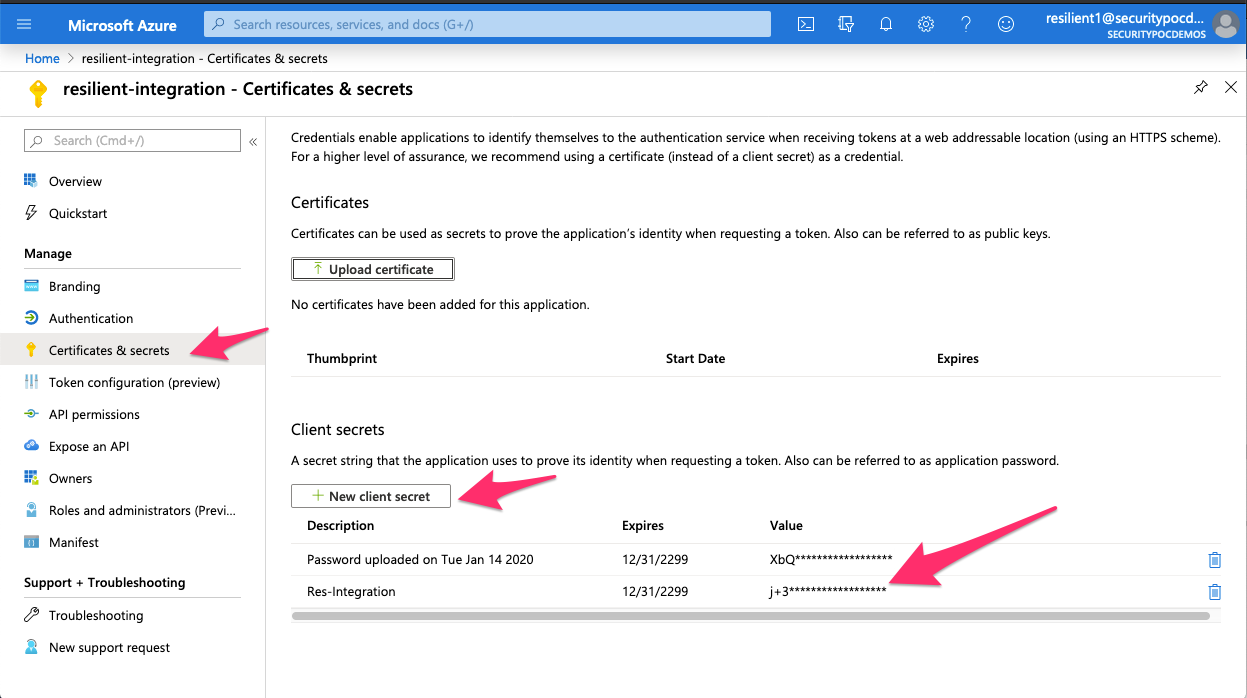 Microsoft Azure
Search resources, services, and docs (G+/)
resilient1@securitypocd...
SECURITYPOCDEMOS
Home > resilient-integration - Certificates & secrets
resilient-integration - Certificates & secrets
Search (Cmd+/)
«
Overview
Quickstart
Manage
Branding
Authentication
Certificates & secrets
Token configuration (preview)
API permissions
Expose an API
Owners
Roles and administrators (Previ...
Manifest
Support + Troubleshooting
Troubleshooting
New support request
Credentials enable applications to identify themselves to the authentication service when receiving tokens at a web addressable location (using an HTTPS scheme).
For a higher level of assurance, we recommend using a certificate (instead of a client secret) as a credential.
Certificates
Certificates can be used as secrets to prove the application's identity when requesting a token. Also can be referred to as public keys.
Upload certificate
No certificates have been added for this application.
Thumbprint Start Date Expires
Client secrets
A secret string that the application uses to prove its identity when requesting a token. Also can be referred to as application password.
New client secret
Description Expires Value
Password uploaded on Tue Jan 14 2020 12/31/2299 XbQ******************
Res-Integration 12/31/2299 j+3******************